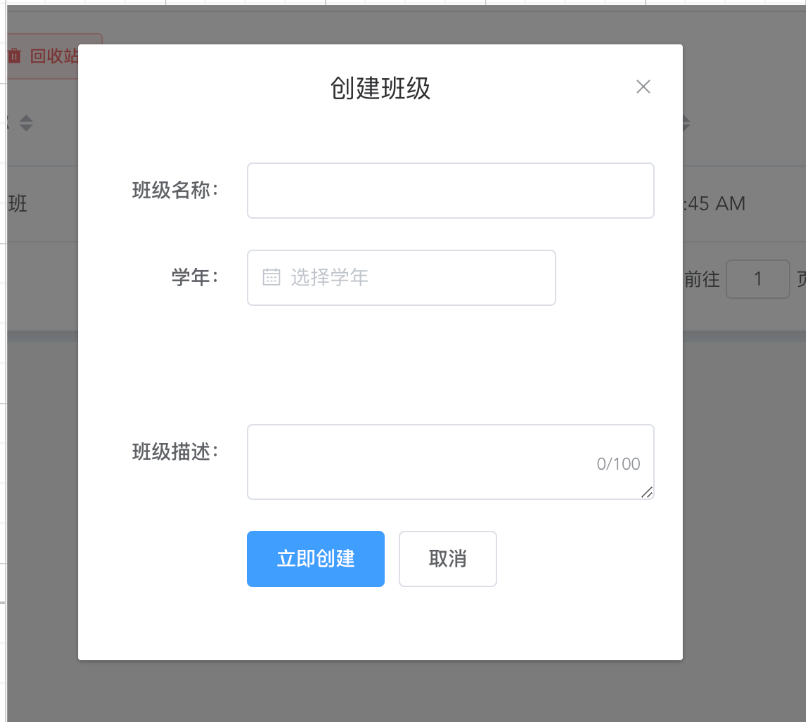 回收站
创建班级
班级名称：
班
:45 AM
学年：
选择学年
前往 1 页
班级描述：
0/100
立即创建
取消